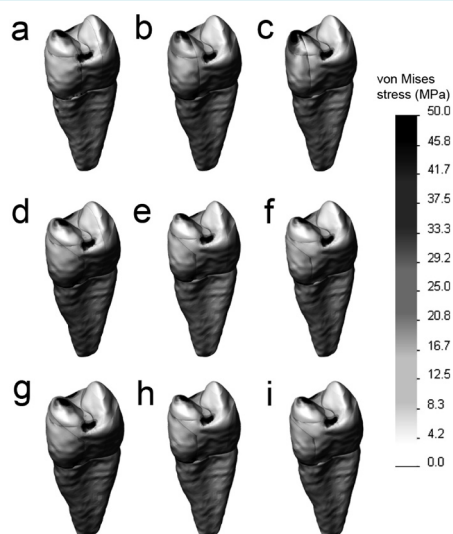 a
b
c
von Mises
stress (MPa)
50.0
45.8
41.7
37.5
33.3
29.2
25.0
20.8
16.7
12.5
8.3
4.2
0.0
d
e
f
g
h
i